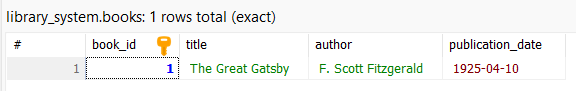 library_system.books: 1 rows total (exact)
# book_id title author publication_date
1 1 The Great Gatsby F. Scott Fitzgerald 1925-04-10